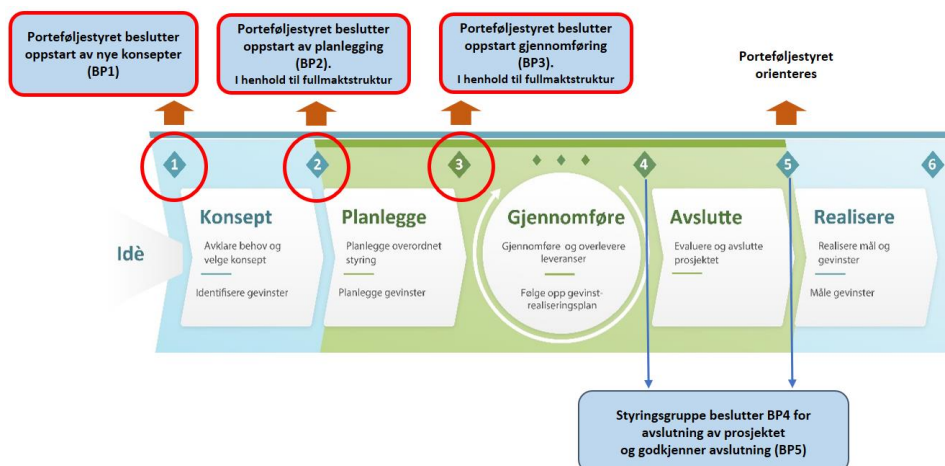 Porteføljestyret beslutter
oppstart av nye konsepter
(BP1)
Porteføljestyret beslutter
oppstart av planlegging
(BP2).
I henhold til fullmaktstruktur
Porteføljestyret beslutter
oppstart gjennomføring
(BP3).
I henhold til fullmaktstruktur
Porteføljestyret
orienteres
1
2
3
4
5
6
Idè
Konsept
Avklare behov og
velge konsept
Identifisere gevinster
Planlegge
Planlegge overordnet
styring
Planlegge gevinster
Gjennomføre
Gjennomføre og overlevere
leveranser
Følge opp gevinst-
realiseringsplan
Avslutte
Evaluere og avslutte
prosjektet
Realisere
Realisere mål og
gevinster
Måle gevinster
Styringsgruppe beslutter BP4 for
avslutning av prosjektet
og godkjenner avslutning (BP5)